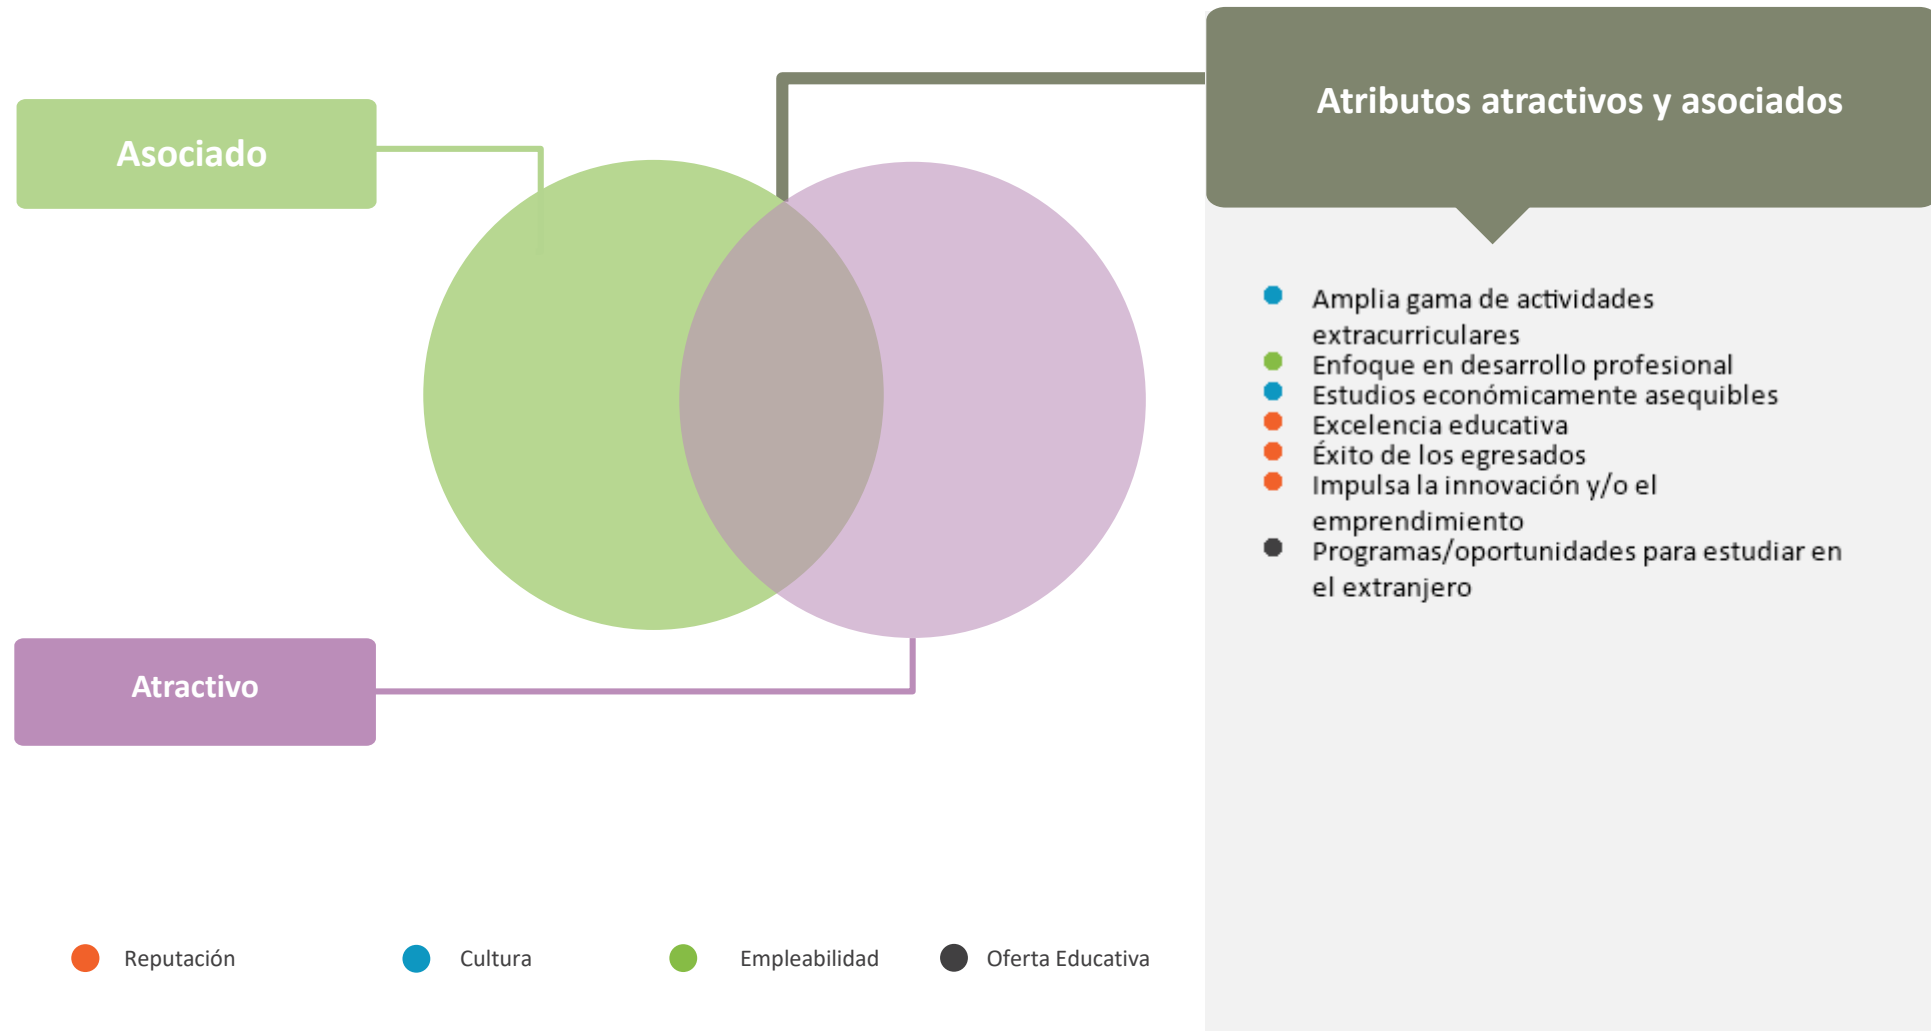 Atributos atractivos y asociados
Asociado
Amplia gama de actividades
extracurriculares
Enfoque en desarrollo profesional
Estudios económicamente asequibles
Excelencia educativa
Éxito de los egresados
Impulsa la innovación y/o el
emprendimiento
Programas/oportunidades para estudiar en
el extranjero
Atractivo
Reputación
Cultura
Empleabilidad
Oferta Educativa